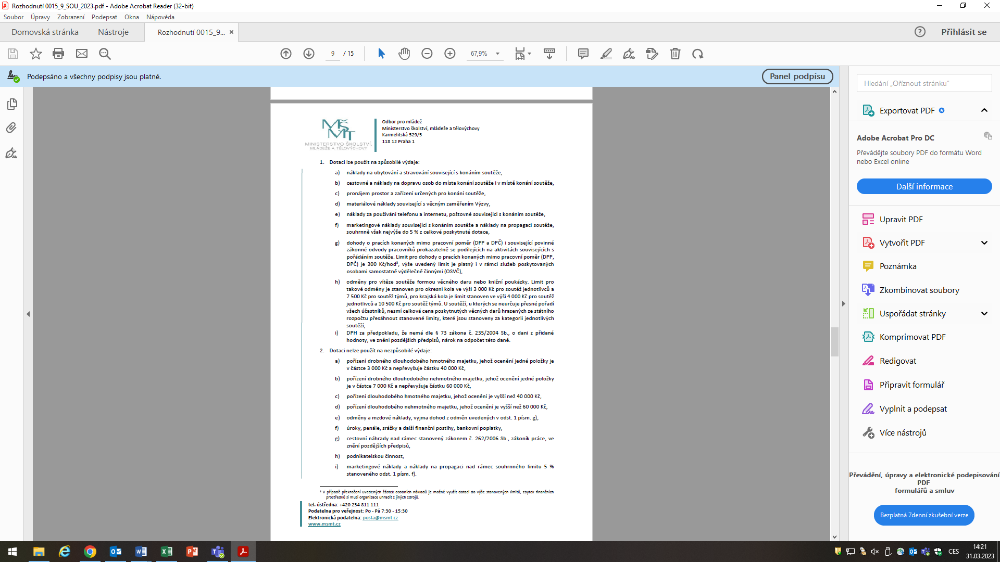 Rozhodnutí 0015_9_SOU_2023.pdf - Adobe Acrobat Reader (32-bit)
Soubor Úpravy Zobrazení Podepsat Okna Nápověda
Domovská stránka Nástroje Rozhodnutí 0015_9... × Přihlásit se
9 / 15 67,9%
Podepsáno a všechny podpisy jsou platné. Panel podpisu
MŠMT
MINISTERSTVO ŠKOLSTVÍ,
MLÁDEŽE A TĚLOVÝCHOVY
Odbor pro mládež
Ministerstvo školství, mládeže a tělovýchovy
Karmelitská 529/5
118 12 Praha 1
1. Dotaci lze použít na způsobilé výdaje:
a) náklady na ubytování a stravování související s konáním soutěže,
b) cestovné a náklady na dopravu osob do místa konání soutěže i v místě konání soutěže,
c) pronájem prostor a zařízení určených pro konání soutěže,
d) materiálové náklady související s věcným zaměřením Výzvy,
e) náklady za používání telefonu a internetu, poštovné související s konáním soutěže,
f) marketingové náklady související s konáním soutěže a náklady na propagaci soutěže,
souhrnně však nejvýše do 5 % z celkové poskytnuté dotace,
g) dohody o pracích konaných mimo pracovní poměr (DPP a DPČ) i související povinné
zákonné odvody pracovníků prokazatelně se podílejících na aktivitách souvisejících s
pořádáním soutěže. Limit pro dohody o pracích konaných mimo pracovní poměr (DPP,
DPČ) je 300 Kč/hod³, výše uvedený limit je platný i v rámci služeb poskytovaných
osobami samostatně výdělečně činnými (OSVČ),
h) odměny pro vítěze soutěže formou věcného daru nebo knižní poukázky. Limit pro
takové odměny je stanoven pro okresní kola ve výši 3 000 Kč pro soutěž jednotlivců a
7 500 Kč pro soutěž týmů, pro krajská kola je limit stanoven ve výši 4 000 Kč pro soutěž
jednotlivců a 10 500 Kč pro soutěž týmů. U soutěží, u kterých se neurčuje přesné pořadí
všech účastníků, nesmí celková cena poskytnutých věcných darů hrazených ze státního
rozpočtu přesáhnout stanovené limity, které jsou stanoveny za kategorii jednotlivých
soutěží,
i) DPH za předpokladu, že nemá dle § 73 zákona č. 235/2004 Sb., o dani z přidané
hodnoty, ve znění pozdějších předpisů, nárok na odpočet této daně.
2. Dotaci nelze použít na nezpůsobilé výdaje:
a) pořízení drobného dlouhodobého hmotného majetku, jehož ocenění jedné položky je
v částce 3 000 Kč a nepřevyšuje částku 40 000 Kč,
b) pořízení drobného dlouhodobého nehmotného majetku, jehož ocenění jedné položky
je v částce 7 000 Kč a nepřevyšuje částku 60 000 Kč,
c) pořízení dlouhodobého hmotného majetku, jehož ocenění je vyšší než 40 000 Kč,
d) pořízení dlouhodobého nehmotného majetku, jehož ocenění je vyšší než 60 000 Kč,
e) odměny a mzdové náklady, vyjma dohod z odměn uvedených v odst. 1 písm. g),
f) úroky, penále, srážky a další finanční postihy, bankovní poplatky,
g) cestovní náhrady nad rámec stanovený zákonem č. 262/2006 Sb., zákoník práce, ve
znění pozdějších předpisů,
h) podnikatelskou činnost,
i) marketingové náklady a náklady na propagaci nad rámec souhrnného limitu 5 %
stanoveného odst. 1 písm. f).
³ V případě překročení uvedených částek osobních nákladů je možné využít dotaci do výše stanovených limitů, zbytek finančních
prostředků si musí organizace uhradit z jiných zdrojů.
tel. ústředna: +420 234 811 111
Podatelna pro veřejnost: Po - Pá 7:30 - 15:30
Elektronická podatelna: posta@msmt.cz
www.msmt.cz
Hledání „Oříznout stránku"
Exportovat PDF
Adobe Acrobat Pro DC
Převádějte soubory PDF do formátu Word
nebo Excel online
Další informace
Upravit PDF
Vytvořit PDF
Poznámka
Zkombinovat soubory
Uspořádat stránky
Komprimovat PDF
Redigovat
Připravit formulář
Vyplnit a podepsat
Více nástrojů
Převádění, úpravy a elektronické podepisování
PDF
formulářů a smluv
Bezplatná 7denní zkušební verze
CES
14:21
31.03.2023